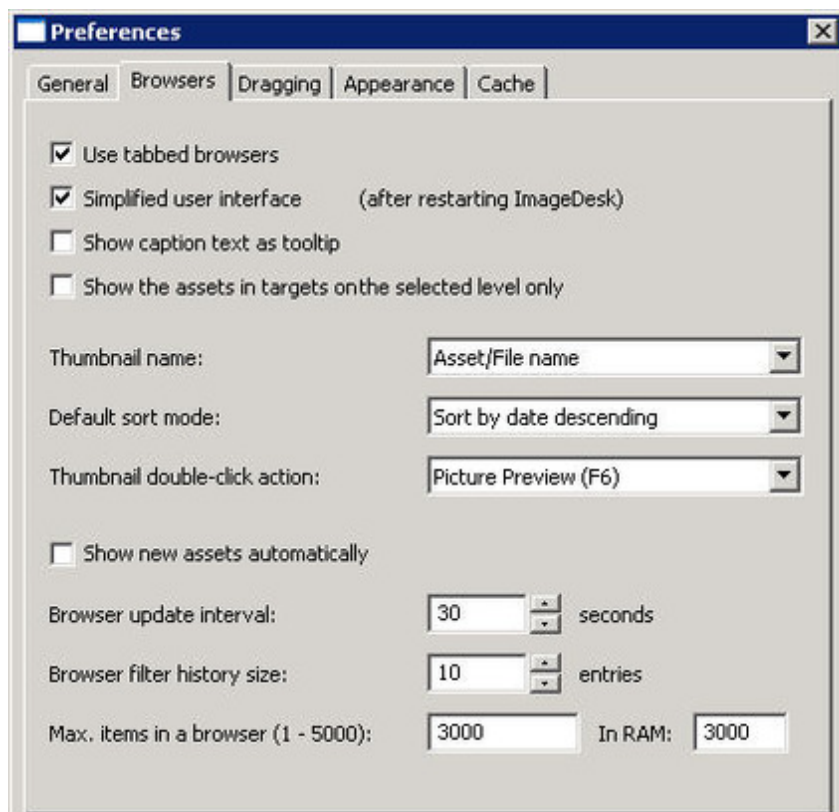 Preferences
General Browsers Dragging Appearance Cache
Use tabbed browsers
Simplified user interface (after restarting ImageDesk)
Show caption text as tooltip
Show the assets in targets on the selected level only
Thumbnail name: Asset/File name
Default sort mode: Sort by date descending
Thumbnail double-click action: Picture Preview (F6)
Show new assets automatically
Browser update interval: 30 seconds
Browser filter history size: 10 entries
Max. items in a browser (1 - 5000): 3000 In RAM: 3000